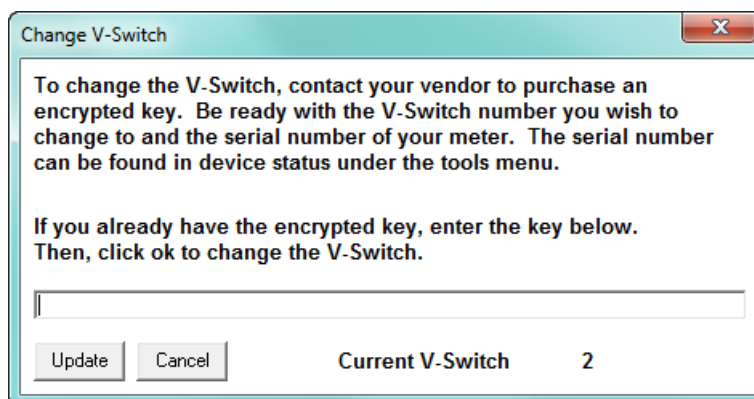 Change V-Switch
To change the V-Switch, contact your vendor to purchase an
encrypted key.  Be ready with the V-Switch number you wish to
change to and the serial number of your meter.  The serial number
can be found in device status under the tools menu.
If you already have the encrypted key, enter the key below.
Then, click ok to change the V-Switch.
Update Cancel Current V-Switch 2